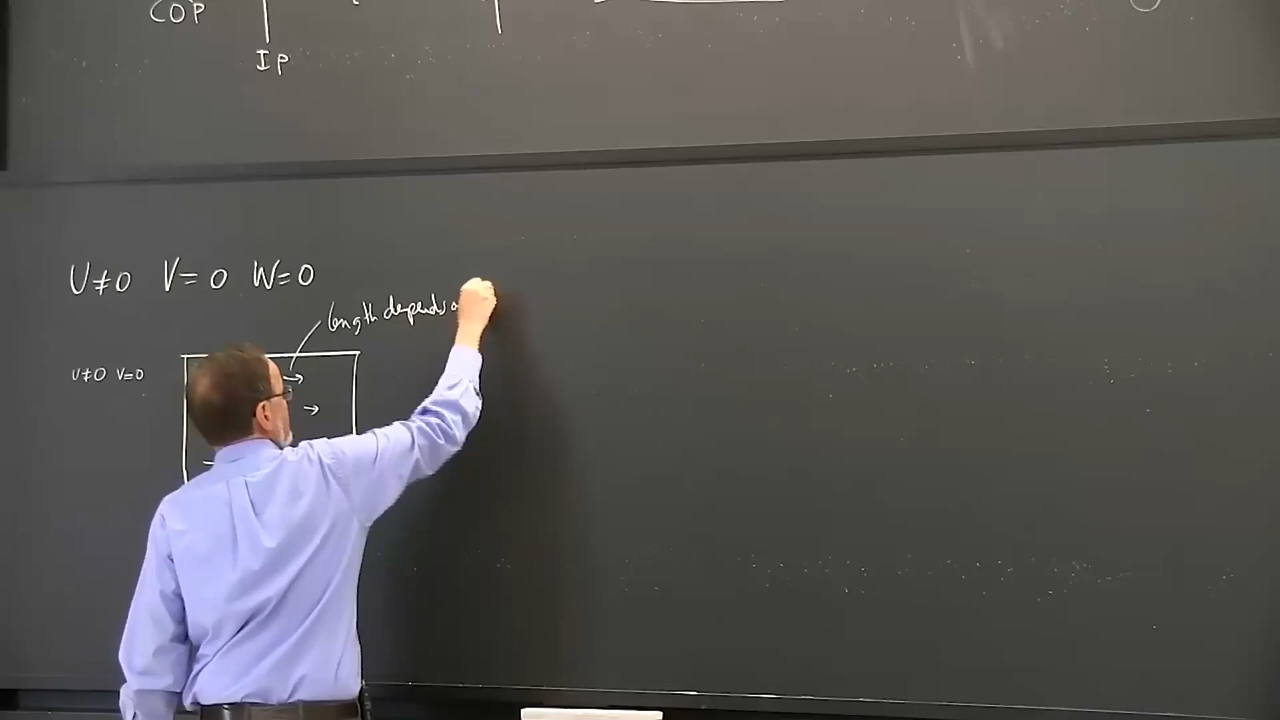 COP
IP
U≠0 V=0 W=0
length depends o
U≠0 V=0